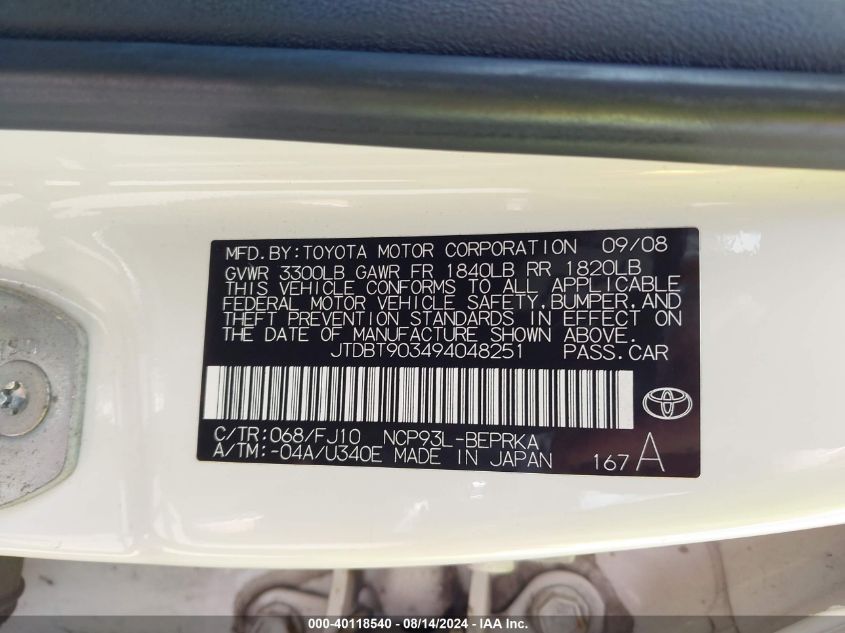 MFD.BY:TOYOTA MOTOR CORPORATION 09/08
GVWR 3300LB GAWR FR 1840LB RR 1820LB
THIS VEHICLE CONFORMS TO ALL APPLICABLE
FEDERAL MOTOR VEHICLE SAFETY,BUMPER,AND
THEFT PREVENTION STANDARDS IN EFFECT ON
THE DATE OF MANUFACTURE SHOWN ABOVE.
JTDBT903494048251 PASS.CAR
C/TR:068/FJ10 NCP93L-BEPRKA
A/TM:-04A/U340E MADE IN JAPAN 167 A
000-40118540 - 08/14/2024 - IAA, Inc.